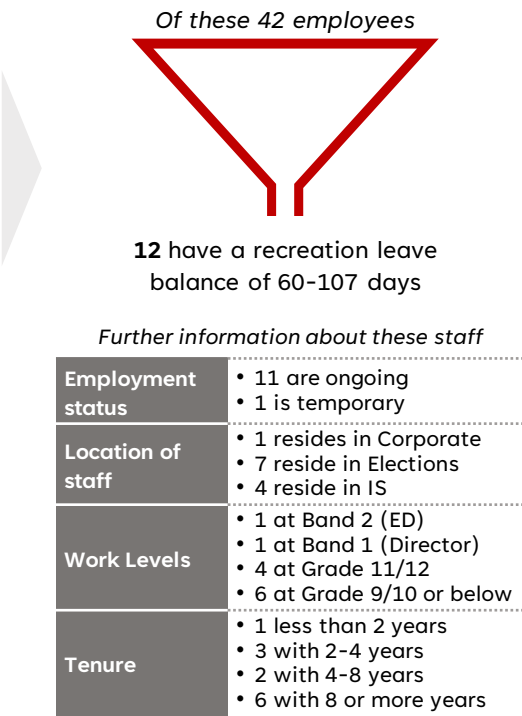 Of these 42 employees
12 have a recreation leave
balance of 60-107 days
Further information about these staff
Employment
status
• 11 are ongoing
• 1 is temporary
Location of
staff
• 1 resides in Corporate
• 7 reside in Elections
• 4 reside in IS
Work Levels
• 1 at Band 2 (ED)
• 1 at Band 1 (Director)
• 4 at Grade 11/12
• 6 at Grade 9/10 or below
Tenure
• 1 less than 2 years
• 3 with 2-4 years
• 2 with 4-8 years
• 6 with 8 or more years